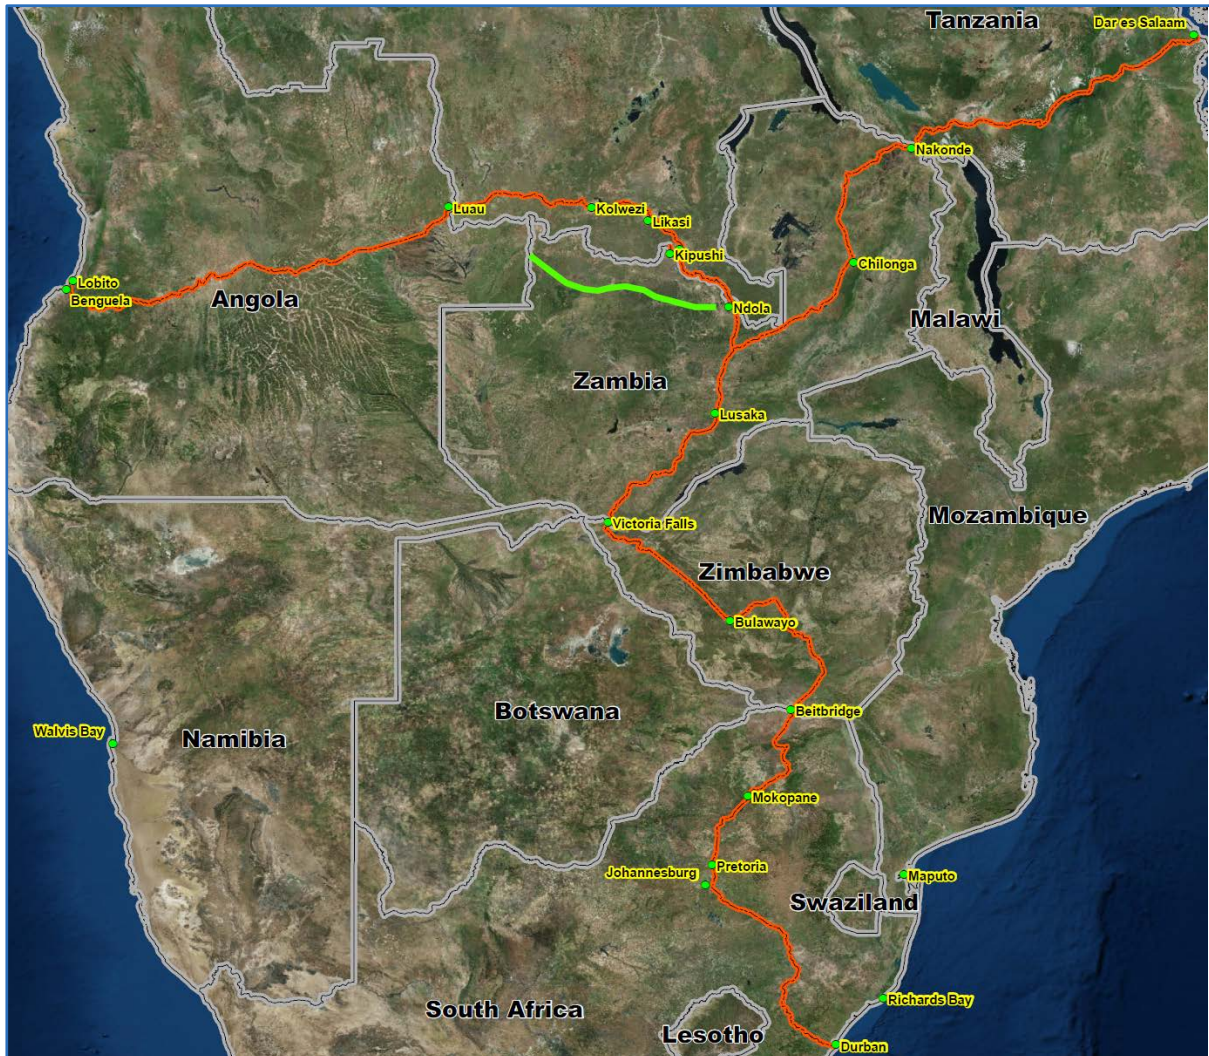 Tanzania
Dar es Salaam
Nakonde
Luau
Kolwezi
Likasi
Kipushi
Chilonga
Lobito
Benguela
Angola
Ndola
Malawi
Zambia
Lusaka
Victoria Falls
Mozambique
Zimbabwe
Bulawayo
Botswana
Beitbridge
Walvis Bay
Namibia
Mokopane
Pretoria
Johannesburg
Maputo
Swaziland
Richards Bay
South Africa
Lesotho
Durban